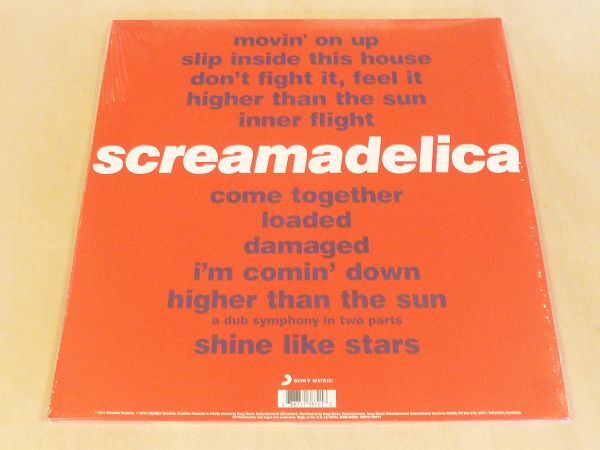 movin' on up
slip inside this house
don't fight it, feel it
higher than the sun
inner flight
screamadelica
come together
loaded
damaged
i'm comin' down
higher than the sun
a dub symphony in two parts
shine like stars
SONY MUSIC